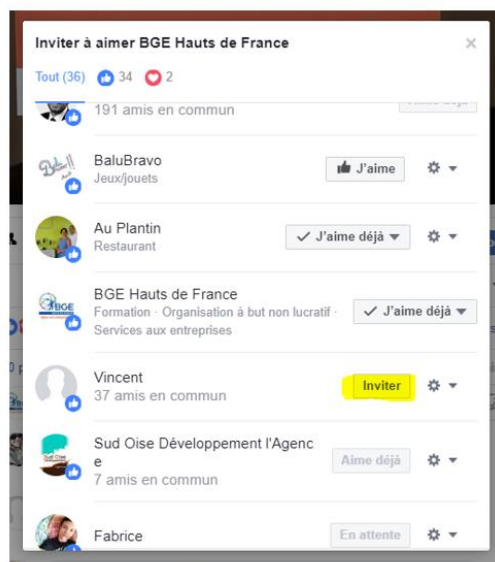 Inviter à aimer BGE Hauts de France
Tout (36) 34 2
191 amis en commun
BaluBravo
J'aime
Jeux/jouets
Au Plantin
J'aime déjà
Restaurant
BGE Hauts de France
Formation · Organisation à but non lucratif ·
J'aime déjà
Services aux entreprises
BGE
Vincent
Inviter
37 amis en commun
Sud Oise Développement l'Agenc
e
Aime déjà
7 amis en commun
Fabrice
En attente